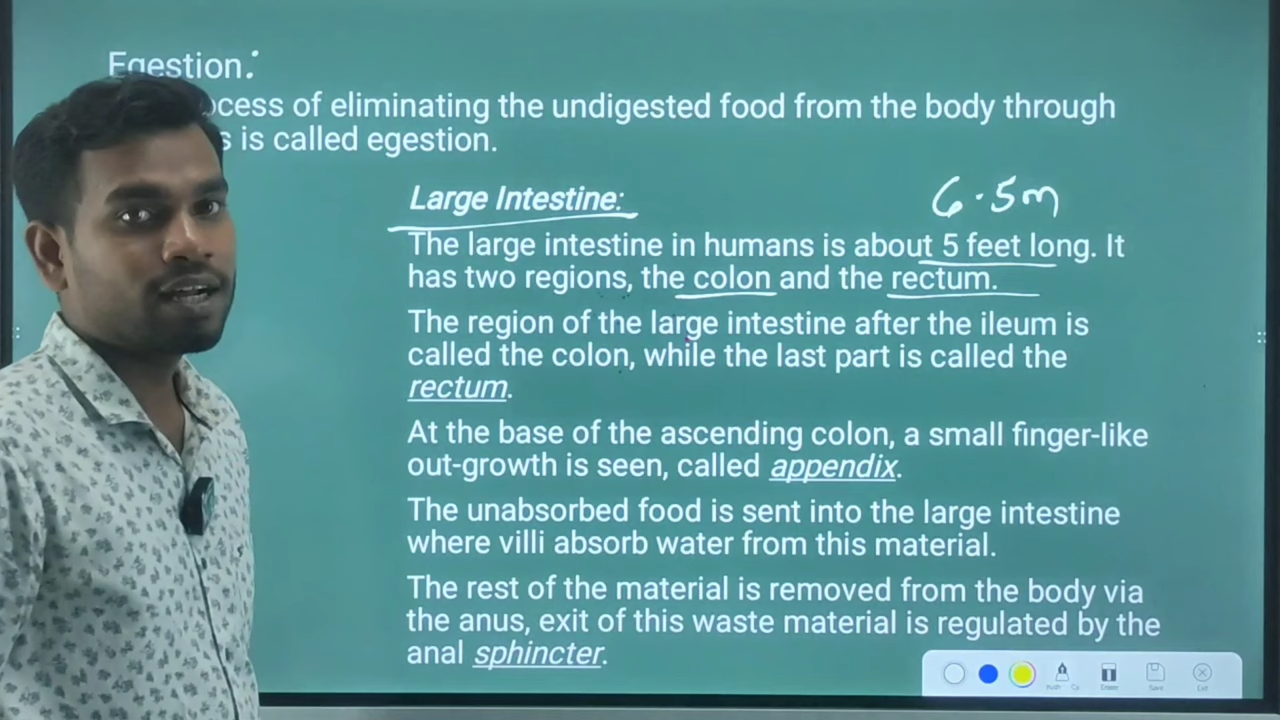 Egestion:
ocess of eliminating the undigested food from the body through
s is called egestion.
Large Intestine:
6.5m
The large intestine in humans is about 5 feet long. It
has two regions, the colon and the rectum.
The region of the large intestine after the ileum is
called the colon, while the last part is called the
rectum.
At the base of the ascending colon, a small finger-like
out-growth is seen, called appendix.
The unabsorbed food is sent into the large intestine
where villi absorb water from this material.
The rest of the material is removed from the body via
the anus, exit of this waste material is regulated by the
anal sphincter.
Eraser Save Exit